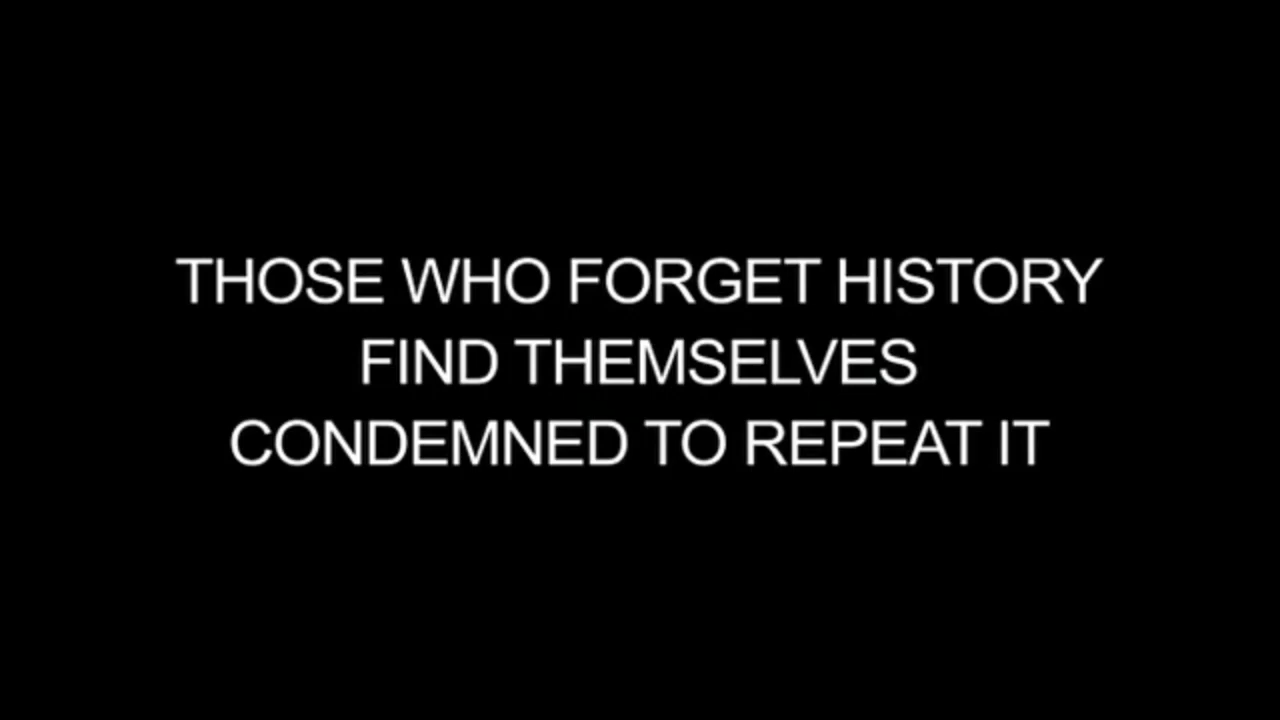 THOSE WHO FORGET HISTORY
FIND THEMSELVES
CONDEMNED TO REPEAT IT